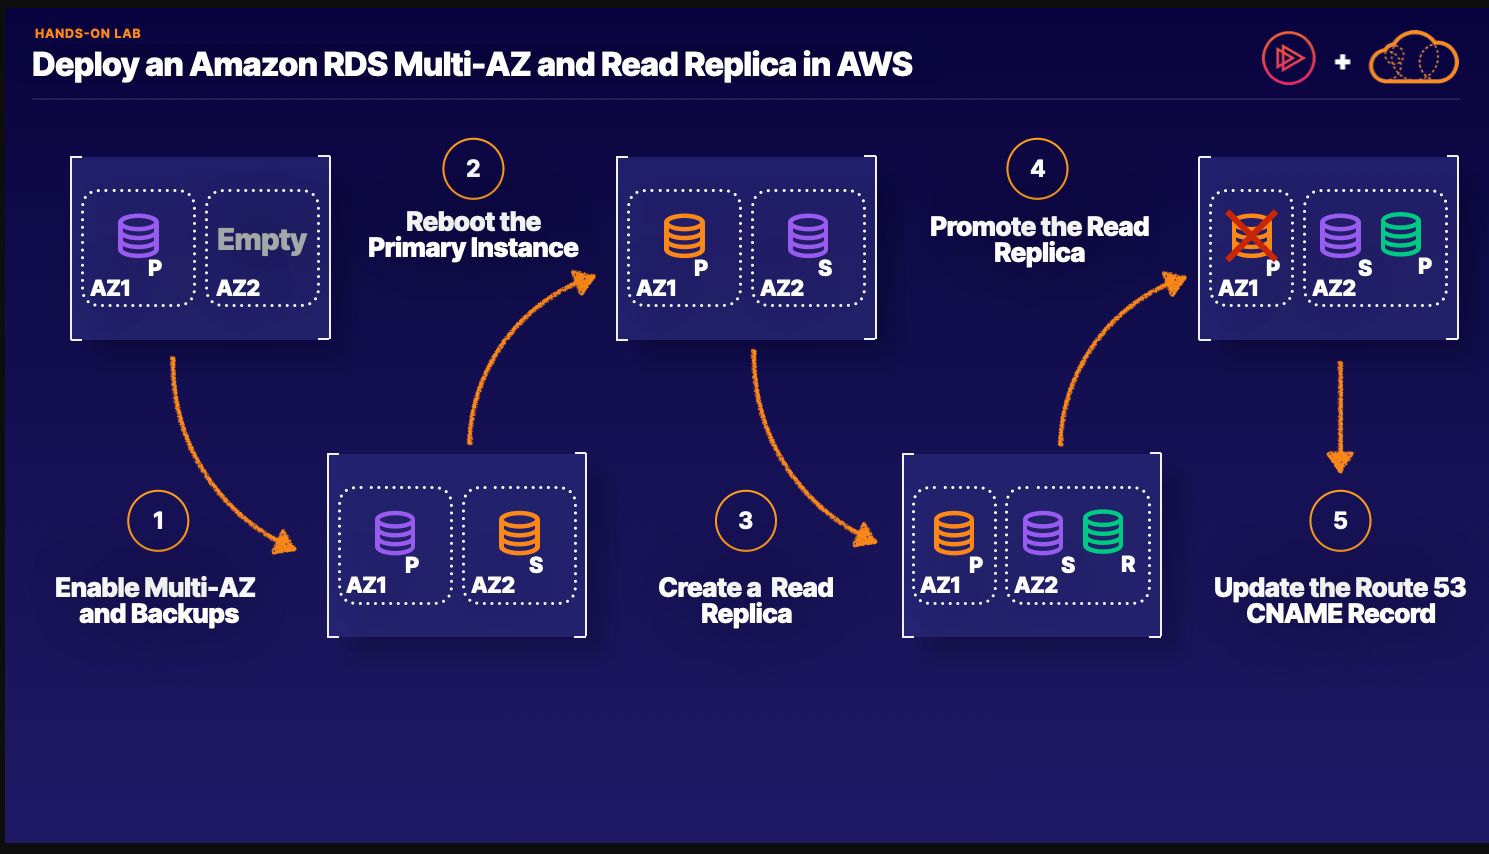 HANDS-ON LAB
Deploy an Amazon RDS Multi-AZ and Read Replica in AWS
+
P
AZ1
Empty
AZ2
1
Enable Multi-AZ
and Backups
P
AZ1
S
AZ2
2
Reboot the
Primary Instance
P
AZ1
S
AZ2
3
Create a Read
Replica
P
AZ1
S
R
AZ2
4
Promote the Read
Replica
P
AZ1
S
P
AZ2
5
Update the Route 53
CNAME Record